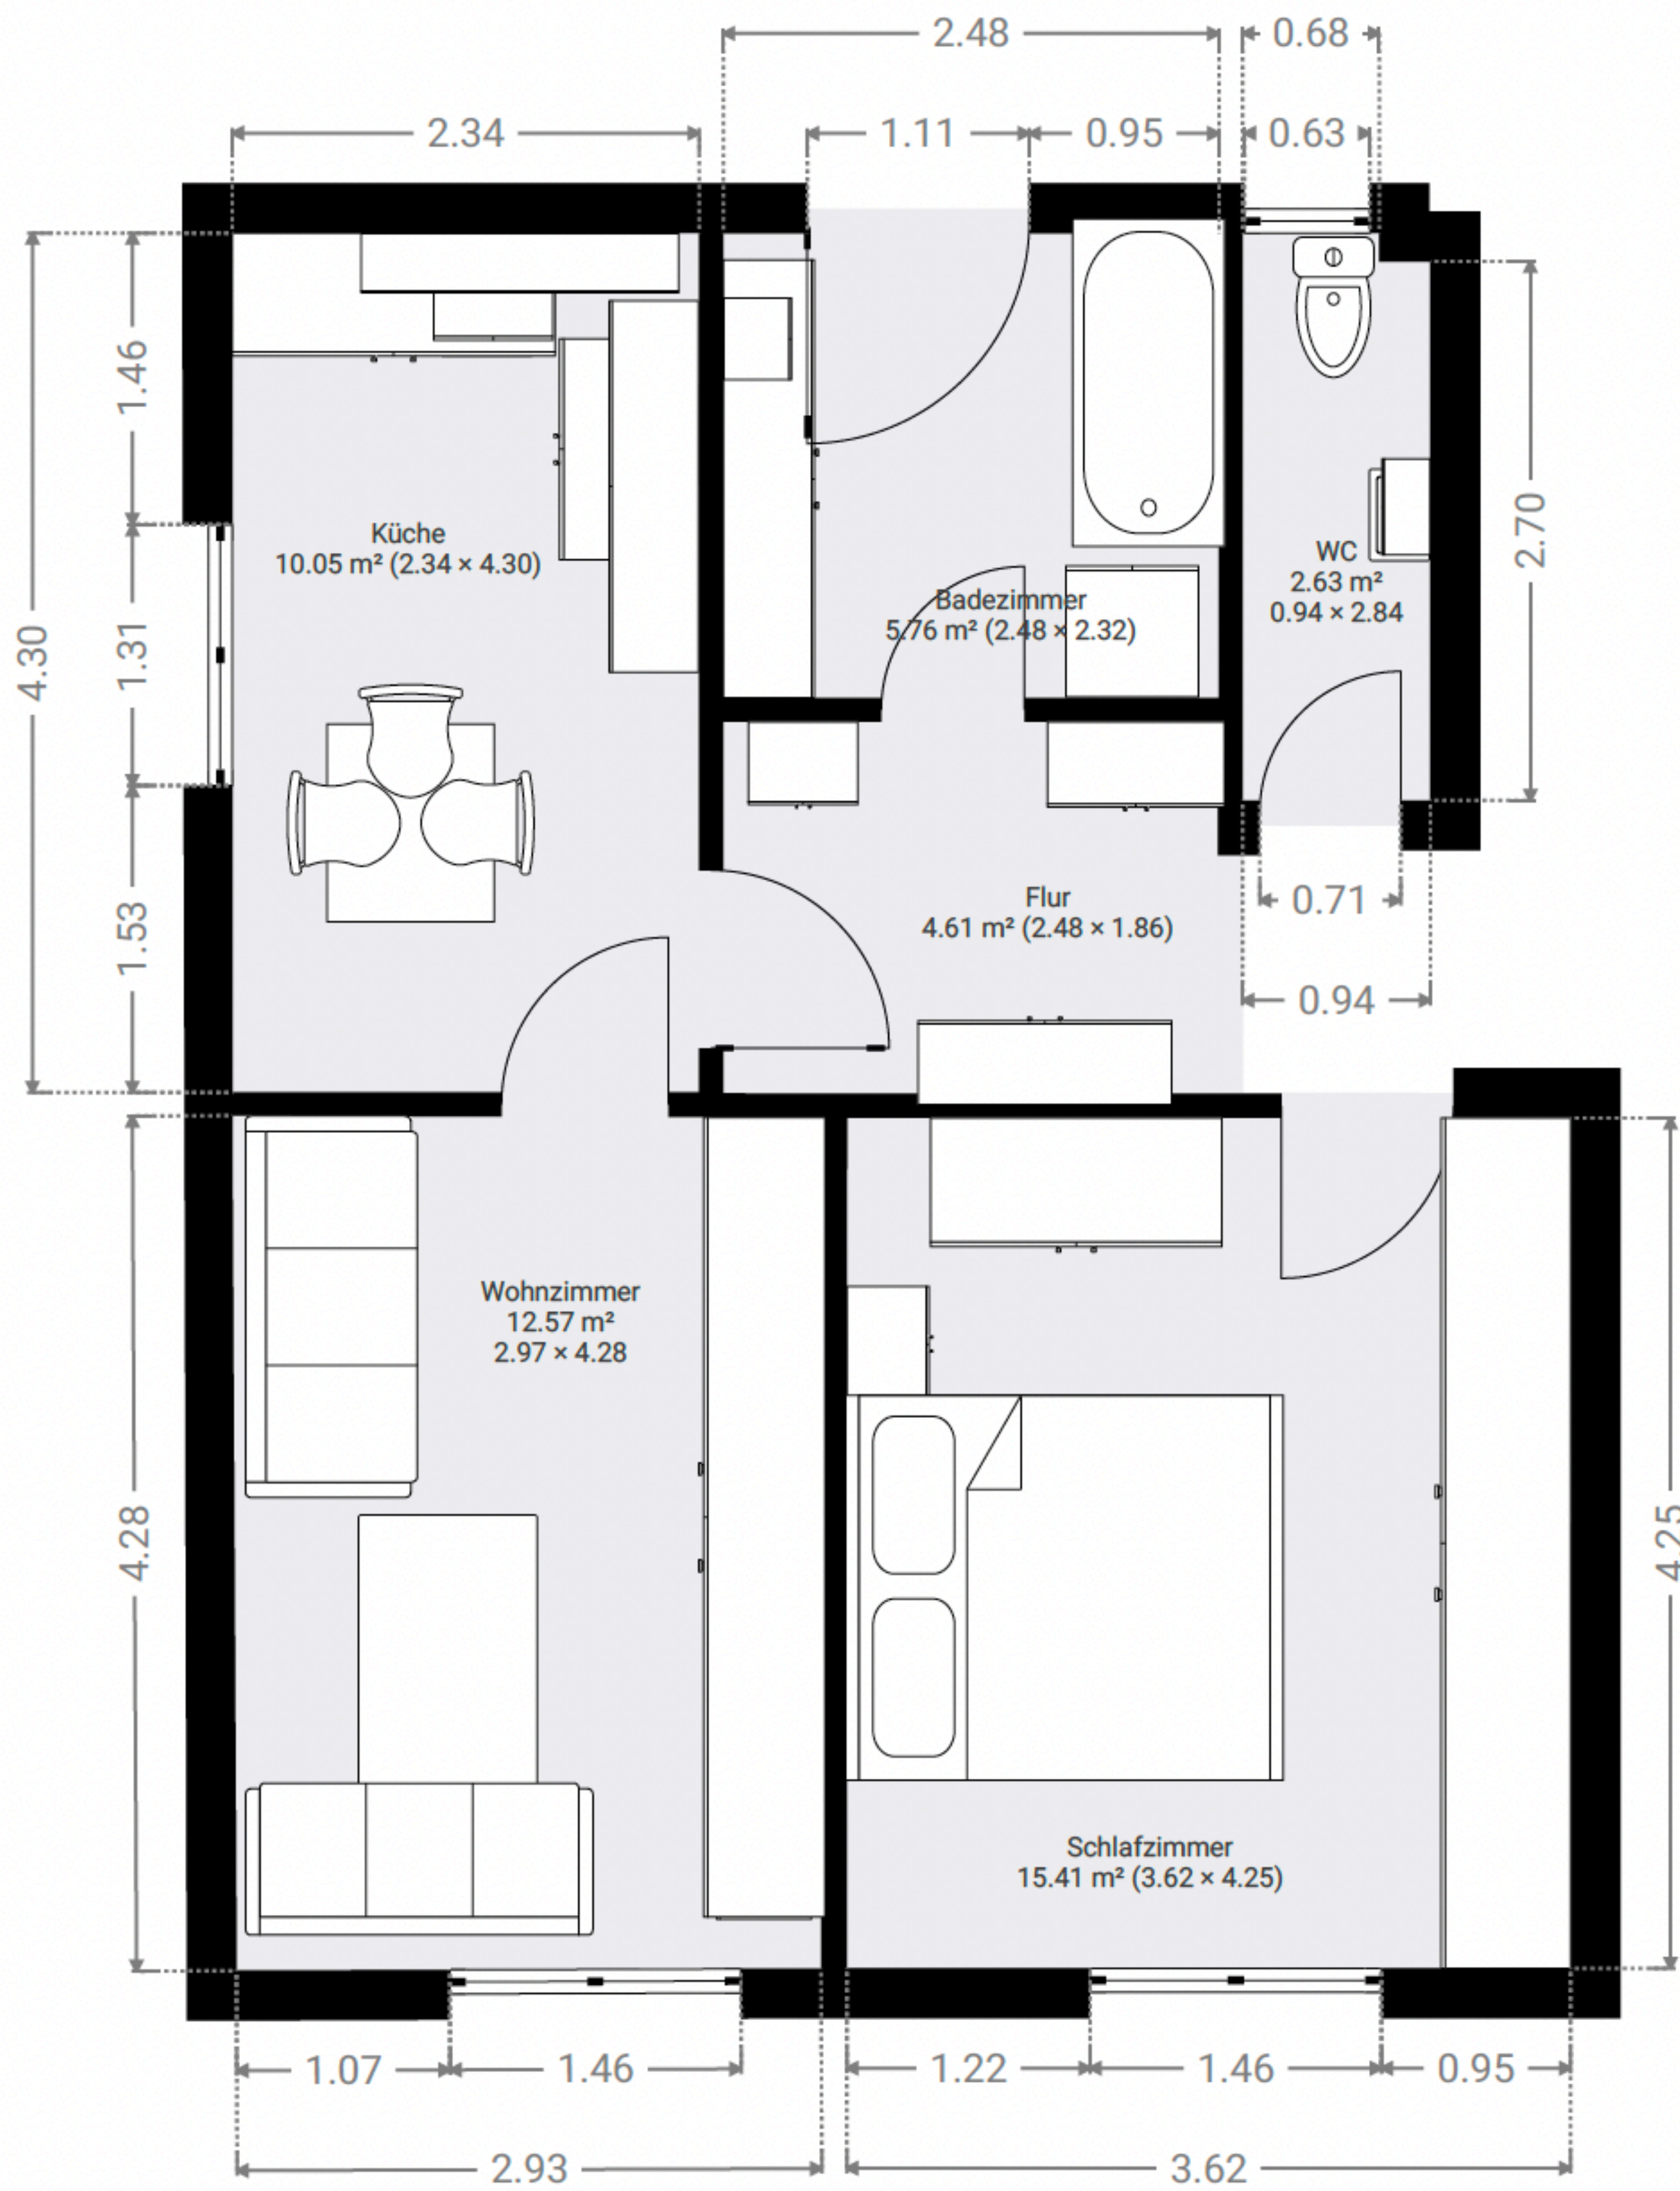 2.48
0.68
2.34
1.11
0.95
0.63
1.46
4.30
1.31
1.53
2.70
Küche
10.05 m² (2.34 × 4.30)
Badezimmer
5.76 m² (2.48 × 2.32)
WC
2.63 m²
0.94 × 2.84
Flur
4.61 m² (2.48 × 1.86)
0.71
0.94
Wohnzimmer
12.57 m²
2.97 × 4.28
4.28
4.25
Schlafzimmer
15.41 m² (3.62 × 4.25)
1.07
1.46
1.22
1.46
0.95
2.93
3.62